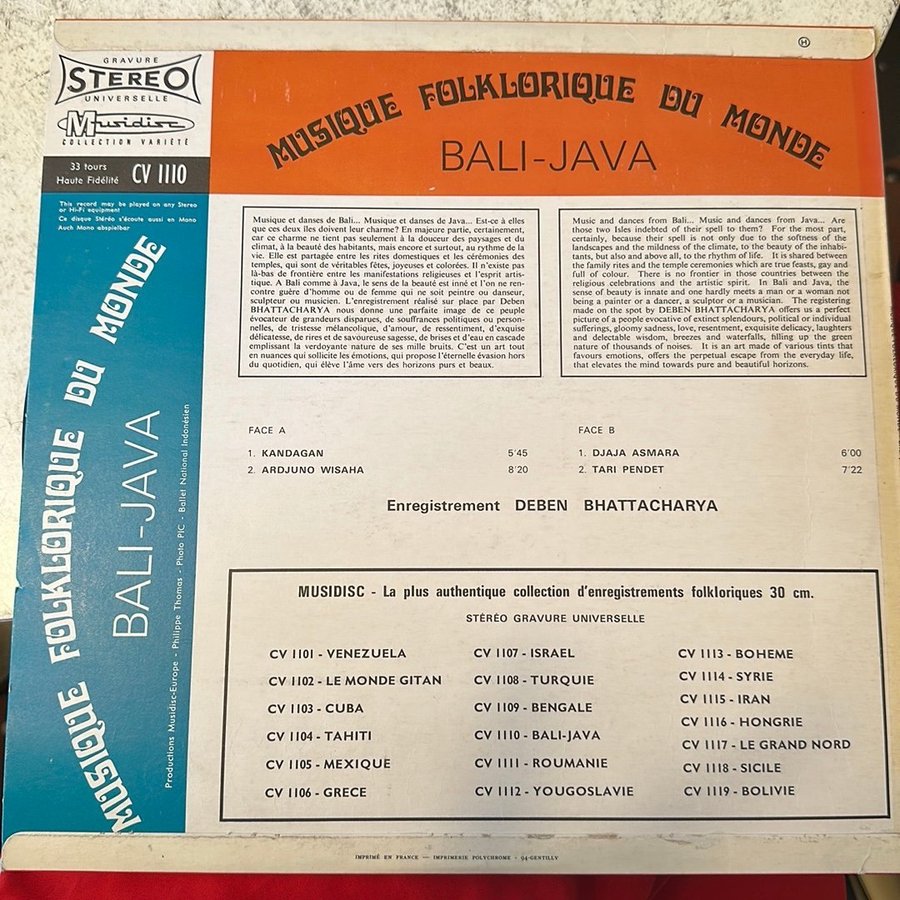 H
GRAVURE
STEREO
UNIVERSELLE
Musidisc
COLLECTION VARIÉTÉ
33 tours
Haute Fidélité CV 1110
This record may be played on any Stereo
or Hi-Fi equipment
Ce disque Stéréo s'écoute aussi en Mono
Auch Mono abspielbar
MUSIQUE FOLKLORIQUE DU MONDE
BALI-JAVA
MUSIQUE FOLKLORIQUE DU MONDE
BALI-JAVA
Productions Musidisc-Europe - Philippe Thomas - Photo PIC - Ballet National Indonésien
Musique et danses de Bali... Musique et danses de Java... Est-ce à elles
que ces deux îles doivent leur charme? En majeure partie, certainement,
car ce charme ne tient pas seulement à la douceur des paysages et du
climat, à la beauté des habitants, mais encore et surtout, au rythme de la
vie. Elle est partagée entre les rites domestiques et les cérémonies des
temples, qui sont de véritables fêtes, joyeuses et colorées. Il n'existe pas
là-bas de frontière entre les manifestations religieuses et l'esprit artis-
tique. A Bali comme à Java, le sens de la beauté est inné et l'on ne ren-
contre guère d'homme ou de femme qui ne soit peintre ou danseur,
sculpteur ou musicien. L'enregistrement réalisé sur place par Deben
BHATTACHARYA nous donne une parfaite image de ce peuple
évocateur de grandeurs disparues, de souffrances politiques ou person-
nelles, de tristesse mélancolique, d'amour, de ressentiment, d'exquise
délicatesse, de rires et de savoureuse sagesse, de brises et d'eau en cascade
emplissant la verdoyante nature de ses mille bruits. C'est un art tout
en nuances qui sollicite les émotions, qui propose l'éternelle évasion hors
du quotidien, qui élève l'âme vers des horizons purs et beaux.
Music and dances from Bali... Music and dances from Java... Are
those two Isles indebted of their spell to them? For the most part,
certainly, because their spell is not only due to the softness of the
landscapes and the mildness of the climate, to the beauty of the inhabi-
tants, but also and above all, to the rhythm of life. It is shared between
the family rites and the temple ceremonies which are true feasts, gay and
full of colour. There is no frontier in those countries between the
religious celebrations and the artistic spirit. In Bali and Java, the
sense of beauty is innate and one hardly meets a man or a woman not
being a painter or a dancer, a sculptor or a musician. The registering
made on the spot by DEBEN BHATTACHARYA offers us a perfect
picture of a people evocative of extinct splendours, political or individual
sufferings, gloomy sadness, love, resentment, exquisite delicacy, laughters
and delectable wisdom, breezes and waterfalls, filling up the green
nature of thousands of noises. It is an art made of various tints that
favours emotions, offers the perpetual escape from the everyday life,
that elevates the mind towards pure and beautiful horizons.
FACE A
1. KANDAGAN 5'45
2. ARDJUNO WISAHA 8'20
FACE B
1. DJAJA ASMARA 6'00
2. TARI PENDET 7'22
Enregistrement DEBEN BHATTACHARYA
MUSIDISC - La plus authentique collection d'enregistrements folkloriques 30 cm.
STÉRÉO GRAVURE UNIVERSELLE
CV 1101 - VENEZUELA
CV 1102 - LE MONDE GITAN
CV 1103 - CUBA
CV 1104 - TAHITI
CV 1105 - MEXIQUE
CV 1106 - GRECE
CV 1107 - ISRAEL
CV 1108 - TURQUIE
CV 1109 - BENGALE
CV 1110 - BALI-JAVA
CV 1111 - ROUMANIE
CV 1112 - YOUGOSLAVIE
CV 1113 - BOHEME
CV 1114 - SYRIE
CV 1115 - IRAN
CV 1116 - HONGRIE
CV 1117 - LE GRAND NORD
CV 1118 - SICILE
CV 1119 - BOLIVIE
IMPRIMÉ EN FRANCE — IMPRIMERIE POLYCHROME - 94-GENTILLY